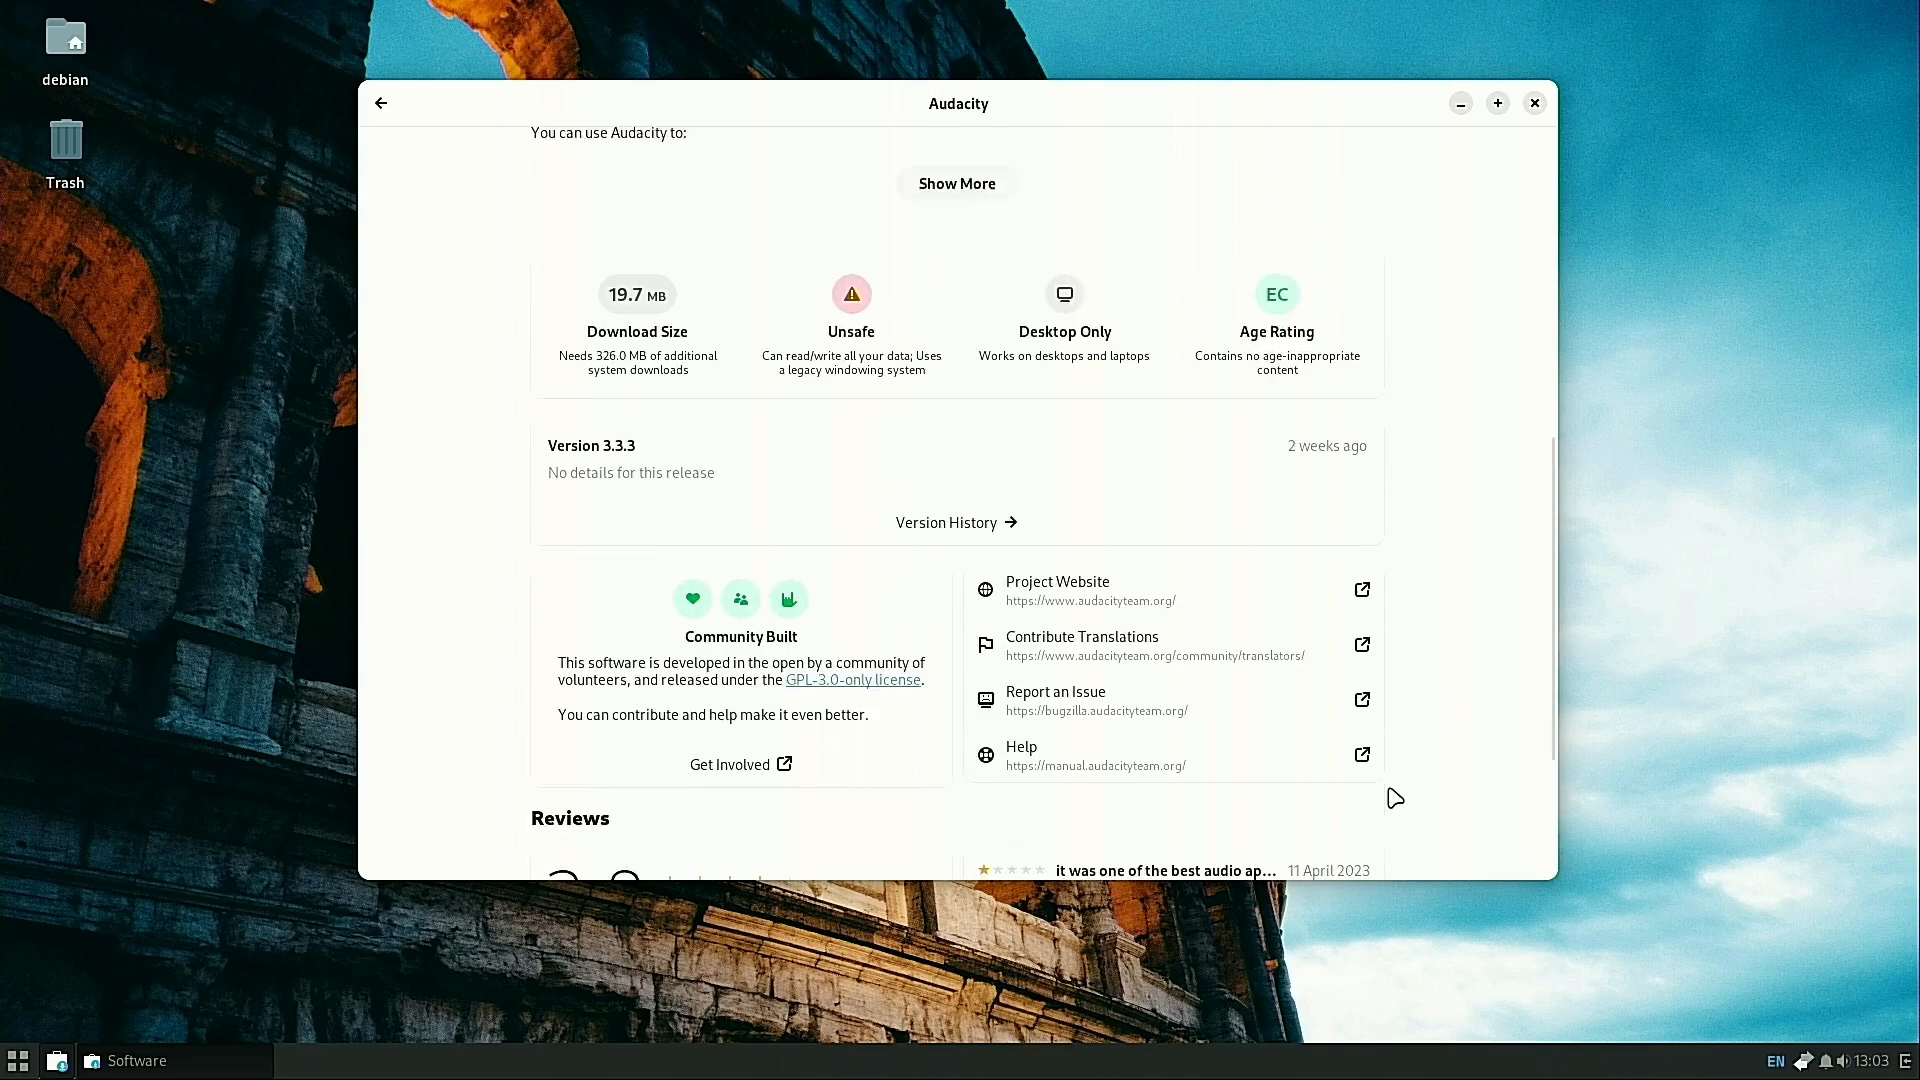 debian
Trash
Audacity
You can use Audacity to:
Show More
19.7 MB
Download Size
Needs 326.0 MB of additional
system downloads
Unsafe
Can read/write all your data; Uses
a legacy windowing system
Desktop Only
Works on desktops and laptops
EC
Age Rating
Contains no age-inappropriate
content
Version 3.3.3
2 weeks ago
No details for this release
Version History
Community Built
This software is developed in the open by a community of
volunteers, and released under the GPL-3.0-only license.
You can contribute and help make it even better.
Get Involved
Project Website
https://www.audacityteam.org/
Contribute Translations
https://www.audacityteam.org/community/translators/
Report an Issue
https://bugzilla.audacityteam.org/
Help
https://manual.audacityteam.org/
Reviews
it was one of the best audio ap...
11 April 2023
Software
EN
13:03